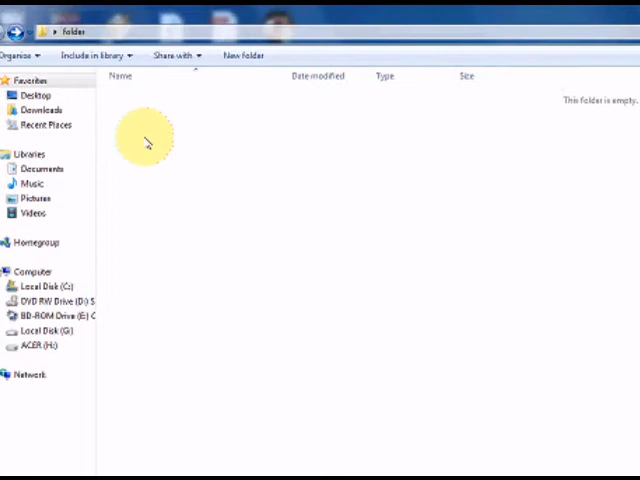 folder
Organise Include in library Share with New folder
Name Date modified Type Size
This folder is empty.
Favorites
Desktop
Downloads
Recent Places
Libraries
Documents
Music
Pictures
Videos
Homegroup
Computer
Local Disk (C:)
DVD RW Drive (D:) S
BD-ROM Drive (E:) C
Local Disk (G:)
ACER (H:)
Network